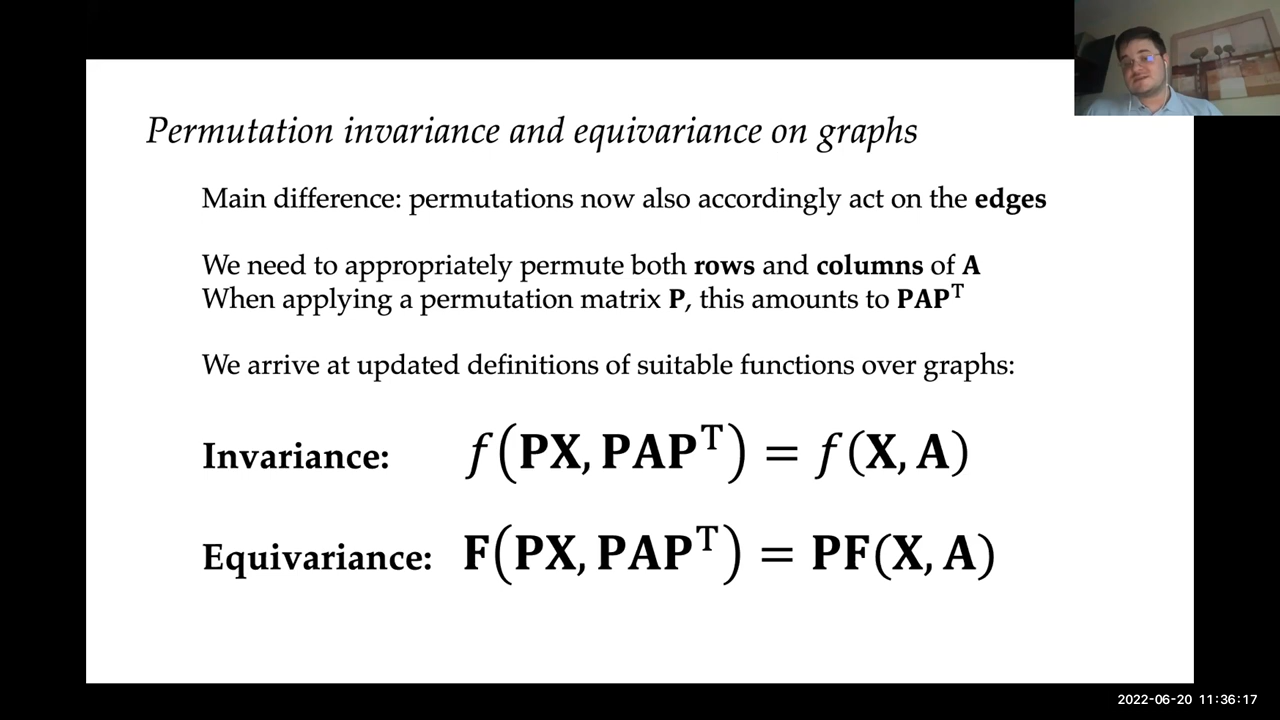 Permutation invariance and equivariance on graphs
Main difference: permutations now also accordingly act on the edges
We need to appropriately permute both rows and columns of A
When applying a permutation matrix P, this amounts to PAPᵀ
We arrive at updated definitions of suitable functions over graphs:
Invariance: f(PX, PAPᵀ) = f(X, A)
Equivariance: F(PX, PAPᵀ) = PF(X, A)
2022-06-20 11:36:17